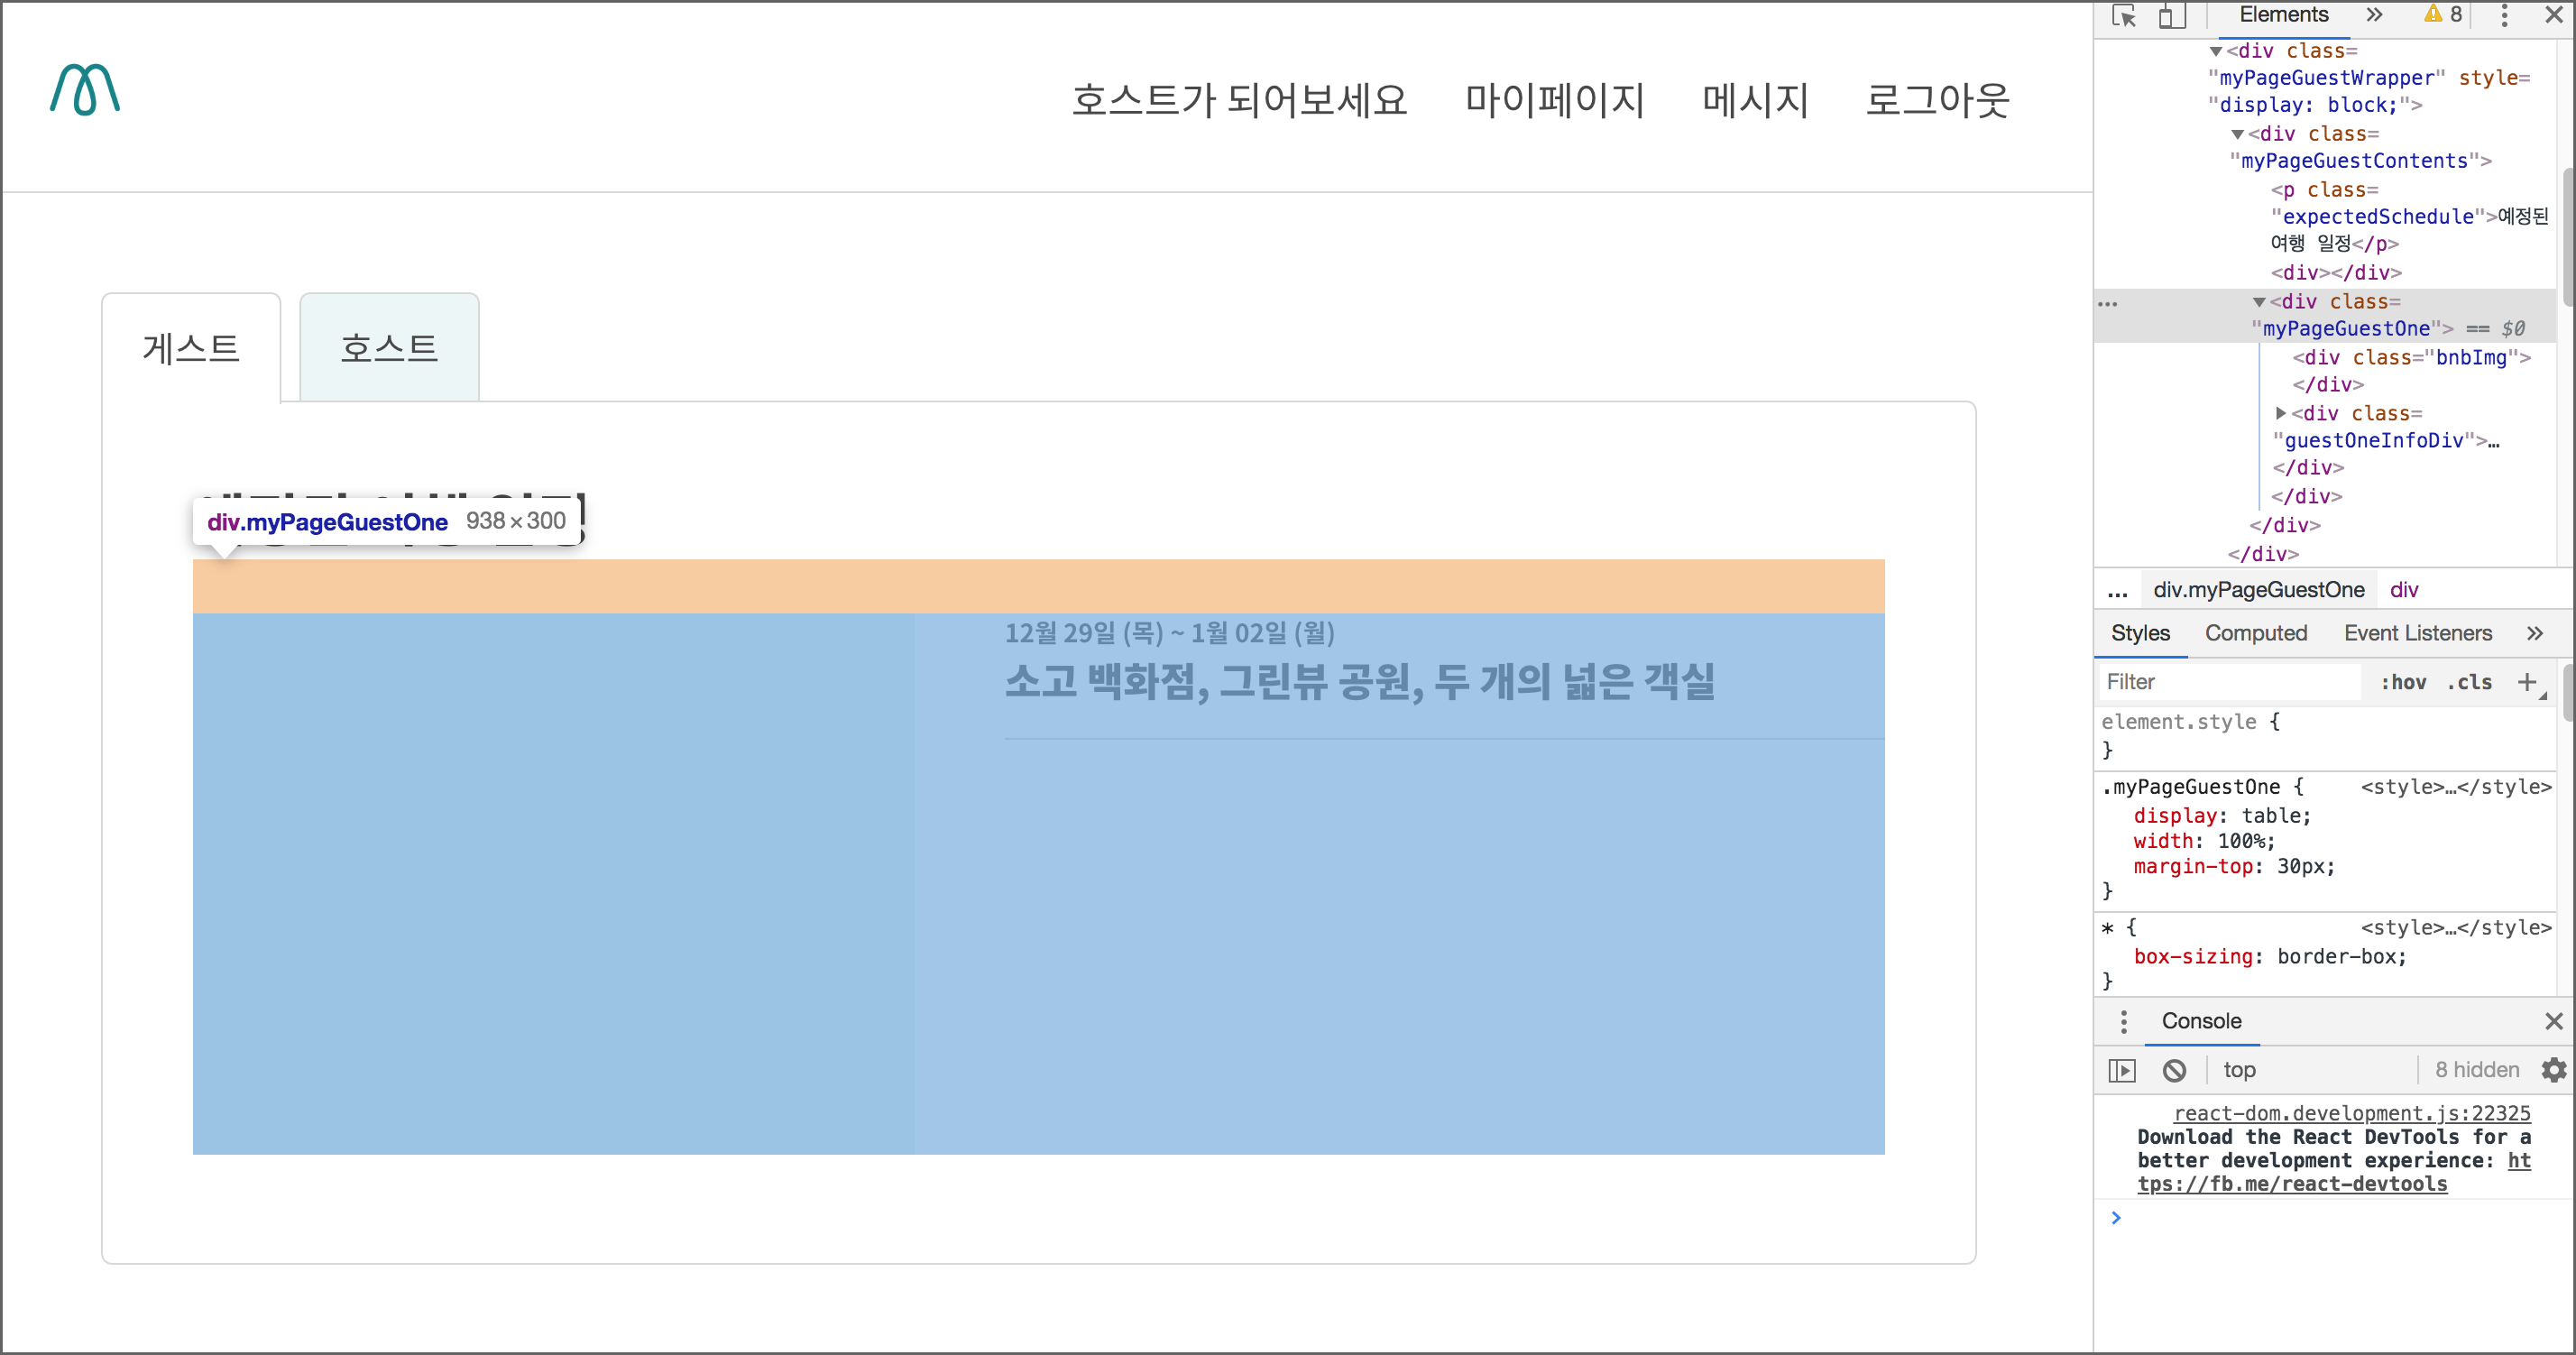 호스트가 되어보세요 마이페이지 메시지 로그아웃
게스트 호스트
div.myPageGuestOne 938×300
12월 29일 (목) ~ 1월 02일 (월)
소고 백화점, 그린뷰 공원, 두 개의 넓은 객실
Elements » 8
<div class=
"myPageGuestWrapper" style=
"display: block;">
<div class=
"myPageGuestContents">
<p class=
"expectedSchedule">예정된
여행 일정</p>
<div></div>
… <div class=
"myPageGuestOne"> == $0
<div class="bnbImg">
</div>
<div class=
"guestOneInfoDiv">…
</div>
</div>
</div>
</div>
… div.myPageGuestOne div
Styles Computed Event Listeners »
Filter :hov .cls +
element.style {
}
.myPageGuestOne { <style>…</style>
display: table;
width: 100%;
margin-top: 30px;
}
* { <style>…</style>
box-sizing: border-box;
}
Console
top 8 hidden
react-dom.development.js:22325
Download the React DevTools for a
better development experience: ht
tps://fb.me/react-devtools